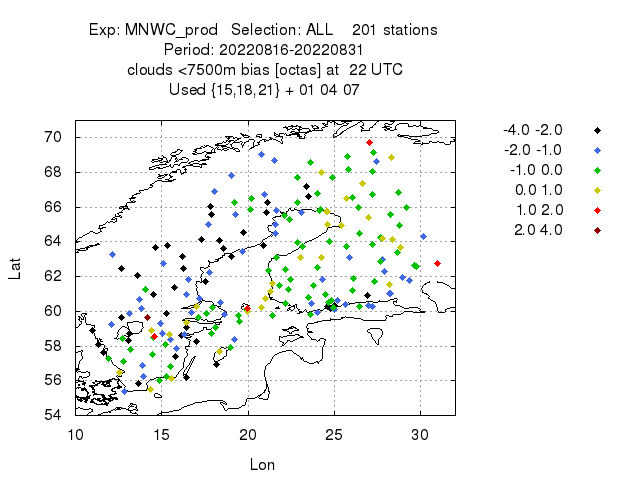 Exp: MNWC_prod Selection: ALL 201 stations
Period: 20220816-20220831
clouds <7500m bias [octas] at 22 UTC
Used {15,18,21} + 01 04 07
70
68
66
64
62
60
58
56
54
Lat
10 15 20 25 30
Lon
-4.0 -2.0
-2.0 -1.0
-1.0 0.0
0.0 1.0
1.0 2.0
2.0 4.0